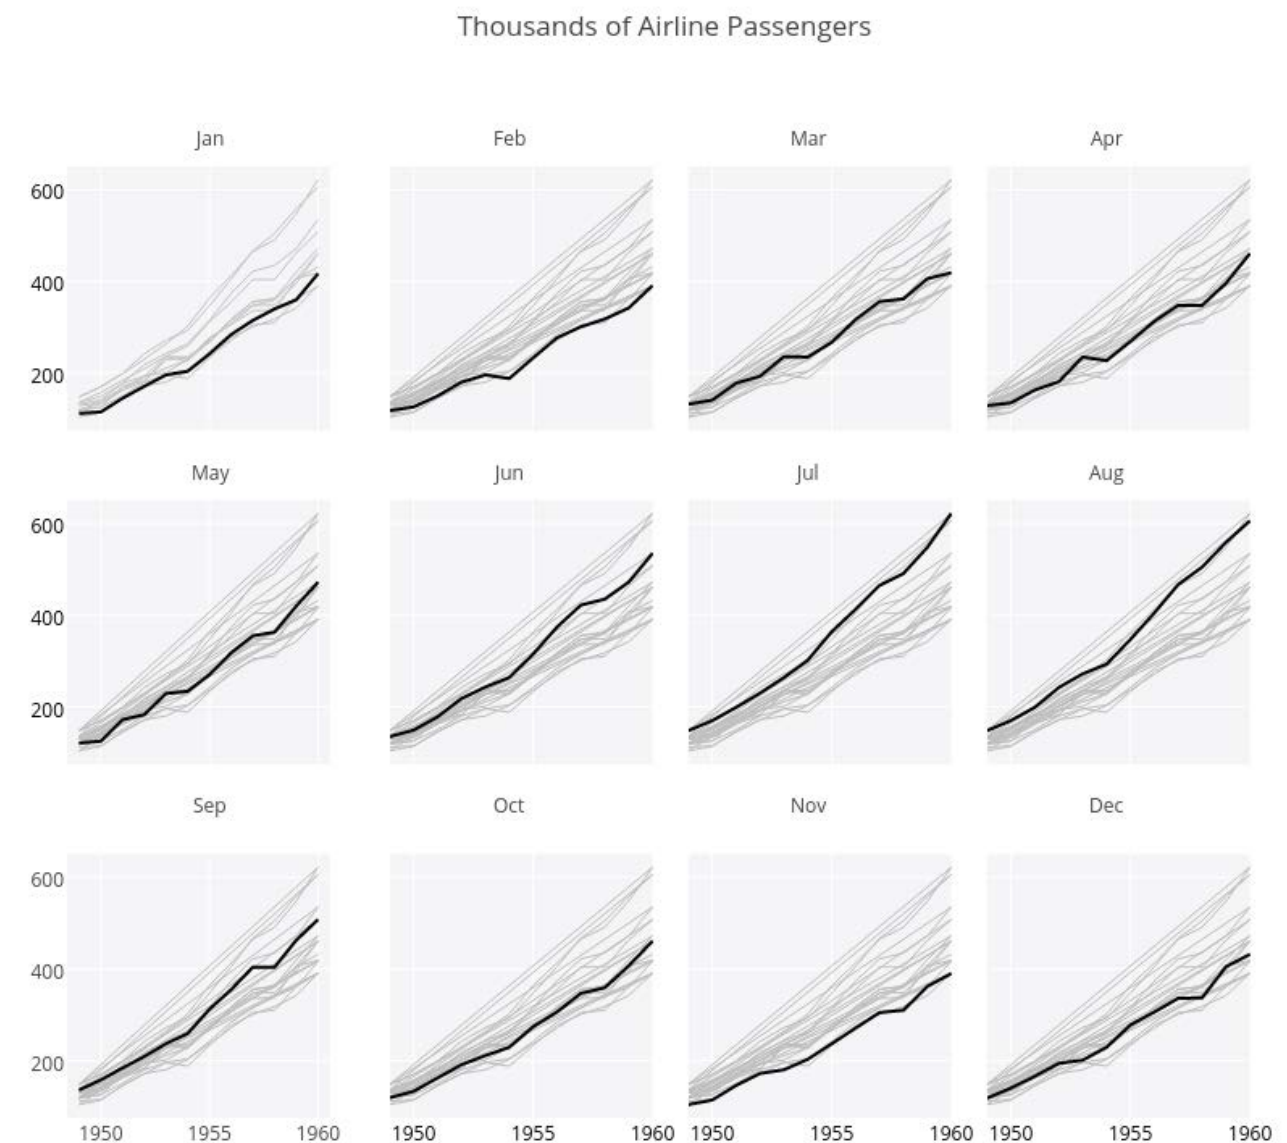 Thousands of Airline Passengers
Jan Feb Mar Apr
600
400
200
May Jun Jul Aug
600
400
200
Sep Oct Nov Dec
600
400
200
1950 1955 1960 1950 1955 1960 1950 1955 1960 1950 1955 1960